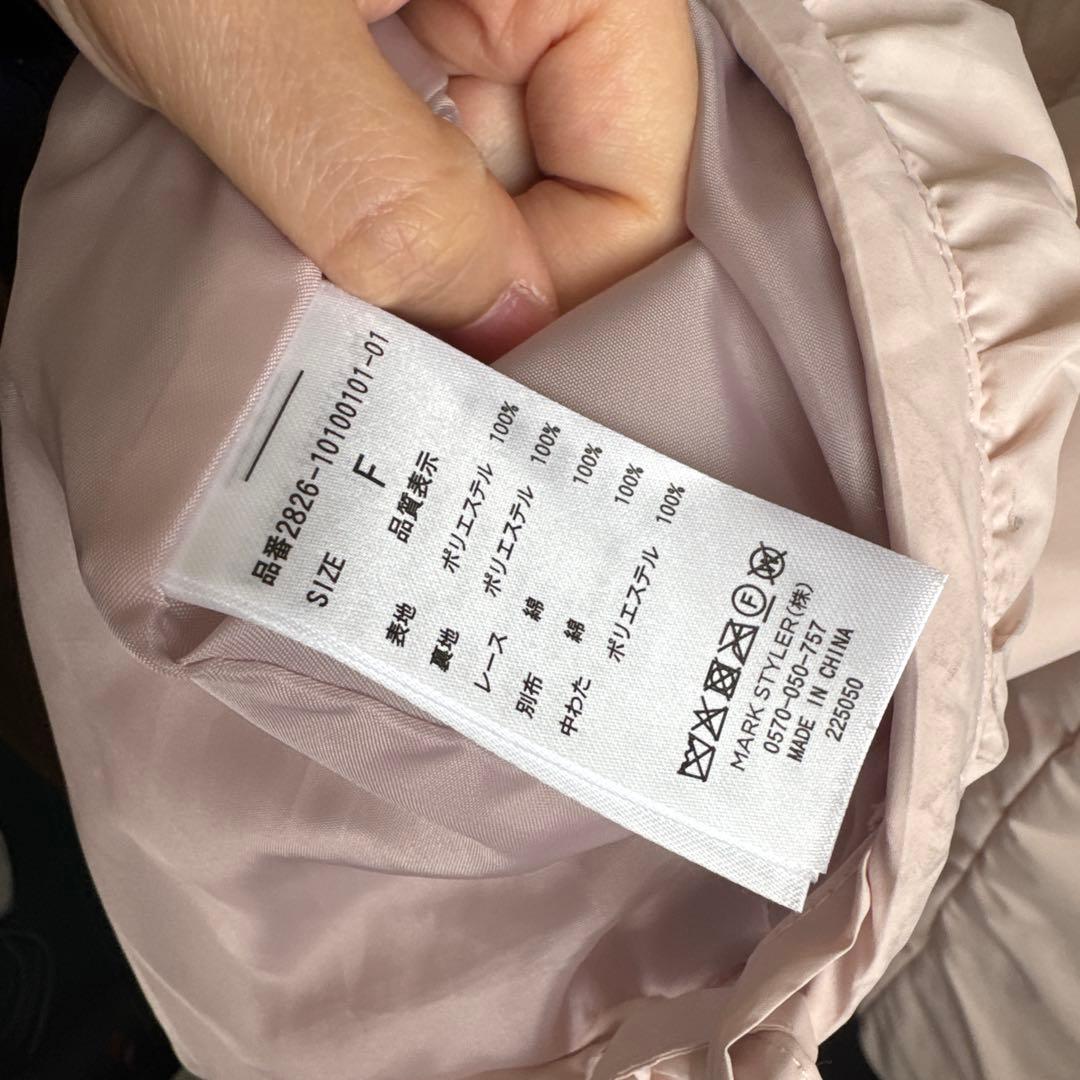 品番2826-10100101-01
SIZE F
品質表示
表地 ポリエステル 100%
裏地 ポリエステル 100%
レース 綿 100%
別布 綿 100%
中わた ポリエステル 100%
MARK STYLER(株)
0570-050-757
MADE IN CHINA
225050